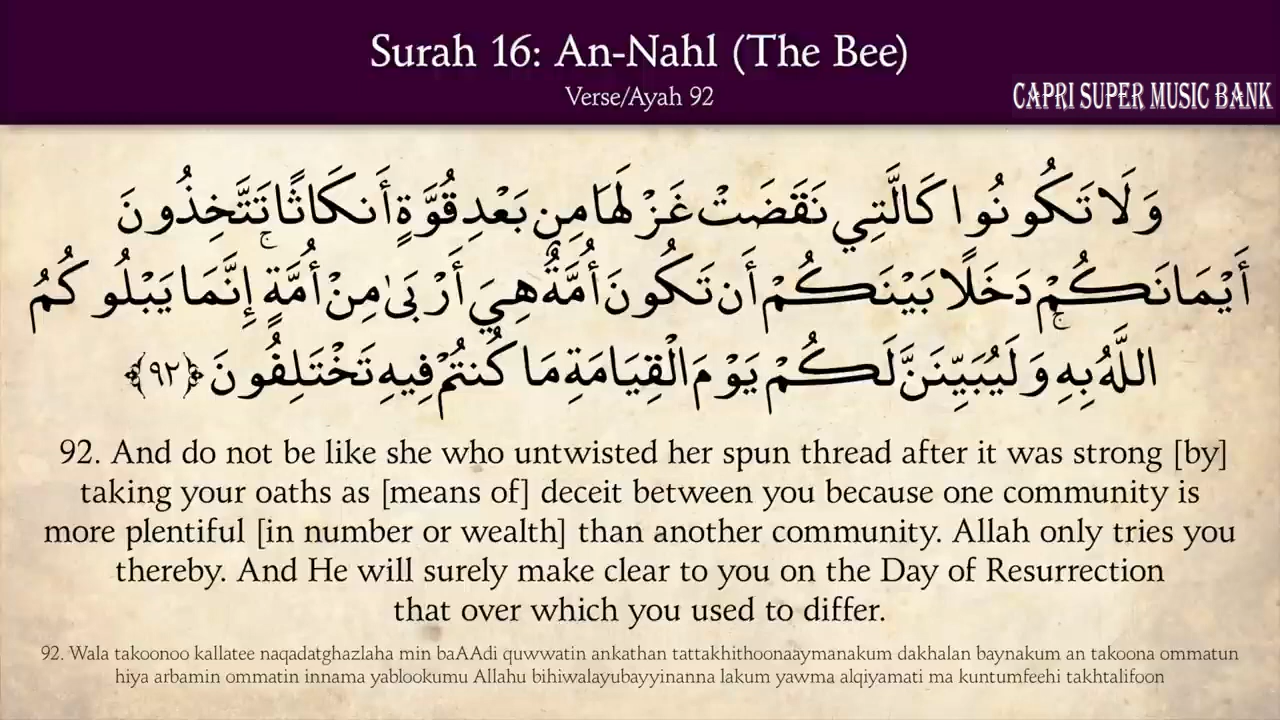 Surah 16: An-Nahl (The Bee)
Verse/Ayah 92
CAPRI SUPER MUSIC BANK
وَلَا تَكُونُوا كَالَّتِي نَقَضَتْ غَزْلَهَا مِن بَعْدِ قُوَّةٍ أَنكَاثًا تَتَّخِذُونَ
أَيْمَانَكُمْ دَخَلًا بَيْنَكُمْ أَن تَكُونَ أُمَّةٌ هِيَ أَرْبَىٰ مِنْ أُمَّةٍ ۚ إِنَّمَا يَبْلُوكُمُ
اللَّهُ بِهِ ۚ وَلَيُبَيِّنَنَّ لَكُمْ يَوْمَ الْقِيَامَةِ مَا كُنتُمْ فِيهِ تَخْتَلِفُونَ ﴿٩٢﴾
92. And do not be like she who untwisted her spun thread after it was strong [by]
taking your oaths as [means of] deceit between you because one community is
more plentiful [in number or wealth] than another community. Allah only tries you
thereby. And He will surely make clear to you on the Day of Resurrection
that over which you used to differ.
92. Wala takoonoo kallatee naqadatghazlaha min baAAdi quwwatin ankathan tattakhithoonaaymanakum dakhalan baynakum an takoona ommatun
hiya arbamin ommatin innama yablookumu Allahu bihiwalayubayyinanna lakum yawma alqiyamati ma kuntumfeehi takhtalifoon